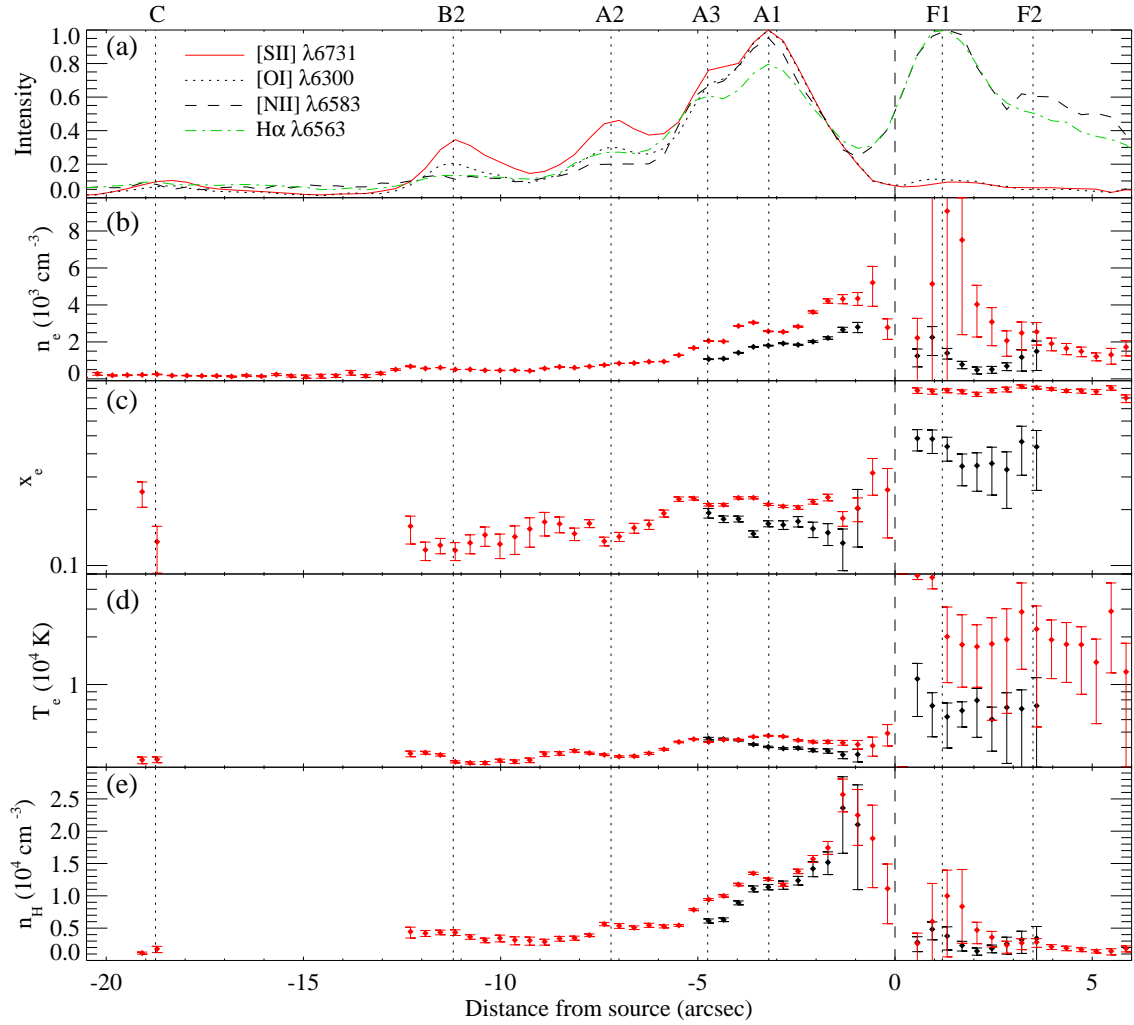 C B2 A2 A3 A1 F1 F2
(a)
[SII] λ6731
[OI] λ6300
[NII] λ6583
Hα λ6563
Intensity
1.0
0.8
0.6
0.4
0.2
0.0
(b)
n_e (10^3 cm^-3)
8
6
4
2
0
(c)
x_e
0.1
(d)
T_e (10^4 K)
1
(e)
n_H (10^4 cm^-3)
2.5
2.0
1.5
1.0
0.5
0.0
-20 -15 -10 -5 0 5
Distance from source (arcsec)